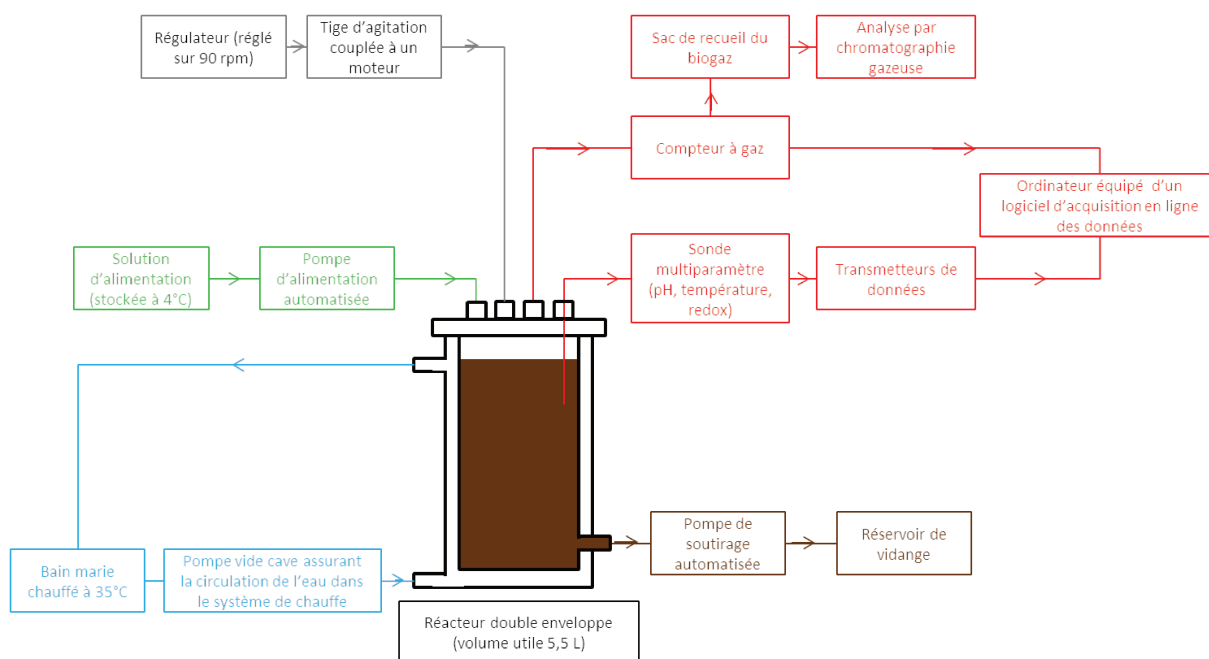 Régulateur (réglé
sur 90 rpm)
Tige d'agitation
couplée à un
moteur
Sac de recueil du
biogaz
Analyse par
chromatographie
gazeuse
Compteur à gaz
Ordinateur équipé d'un
logiciel d'acquisition en ligne
des données
Solution
d'alimentation
(stockée à 4°C)
Pompe
d'alimentation
automatisée
Sonde
multiparamètre
(pH, température,
redox)
Transmetteurs de
données
Bain marie
chauffé à 35°C
Pompe vide cave assurant
la circulation de l'eau dans
le système de chauffe
Pompe de
soutirage
automatisée
Réservoir de
vidange
Réacteur double enveloppe
(volume utile 5,5 L)